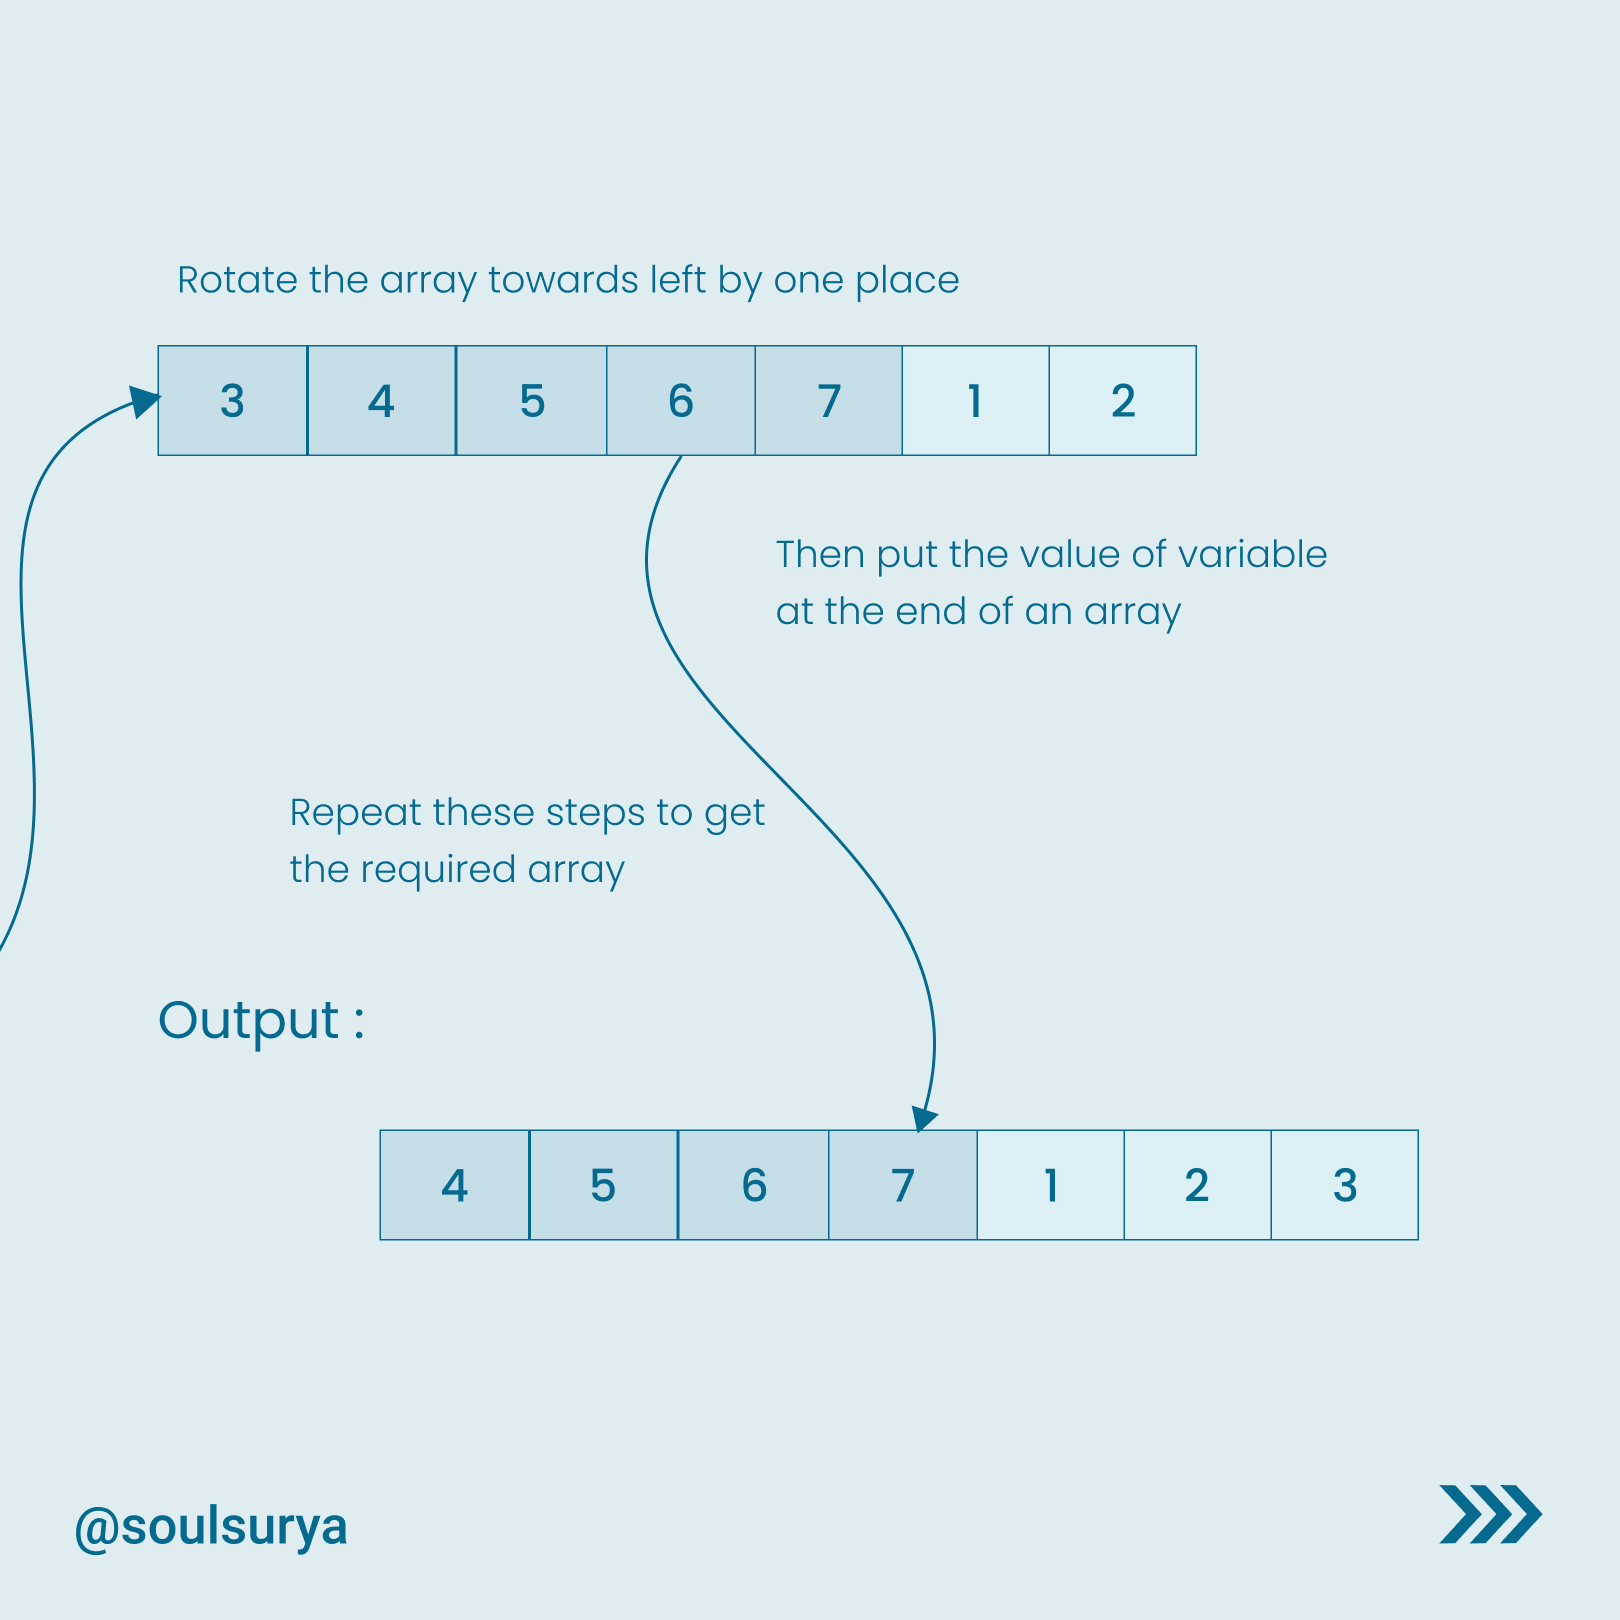 Rotate the array towards left by one place
3 4 5 6 7 1 2
Then put the value of variable
at the end of an array
Repeat these steps to get
the required array
Output :
4 5 6 7 1 2 3
@soulsurya